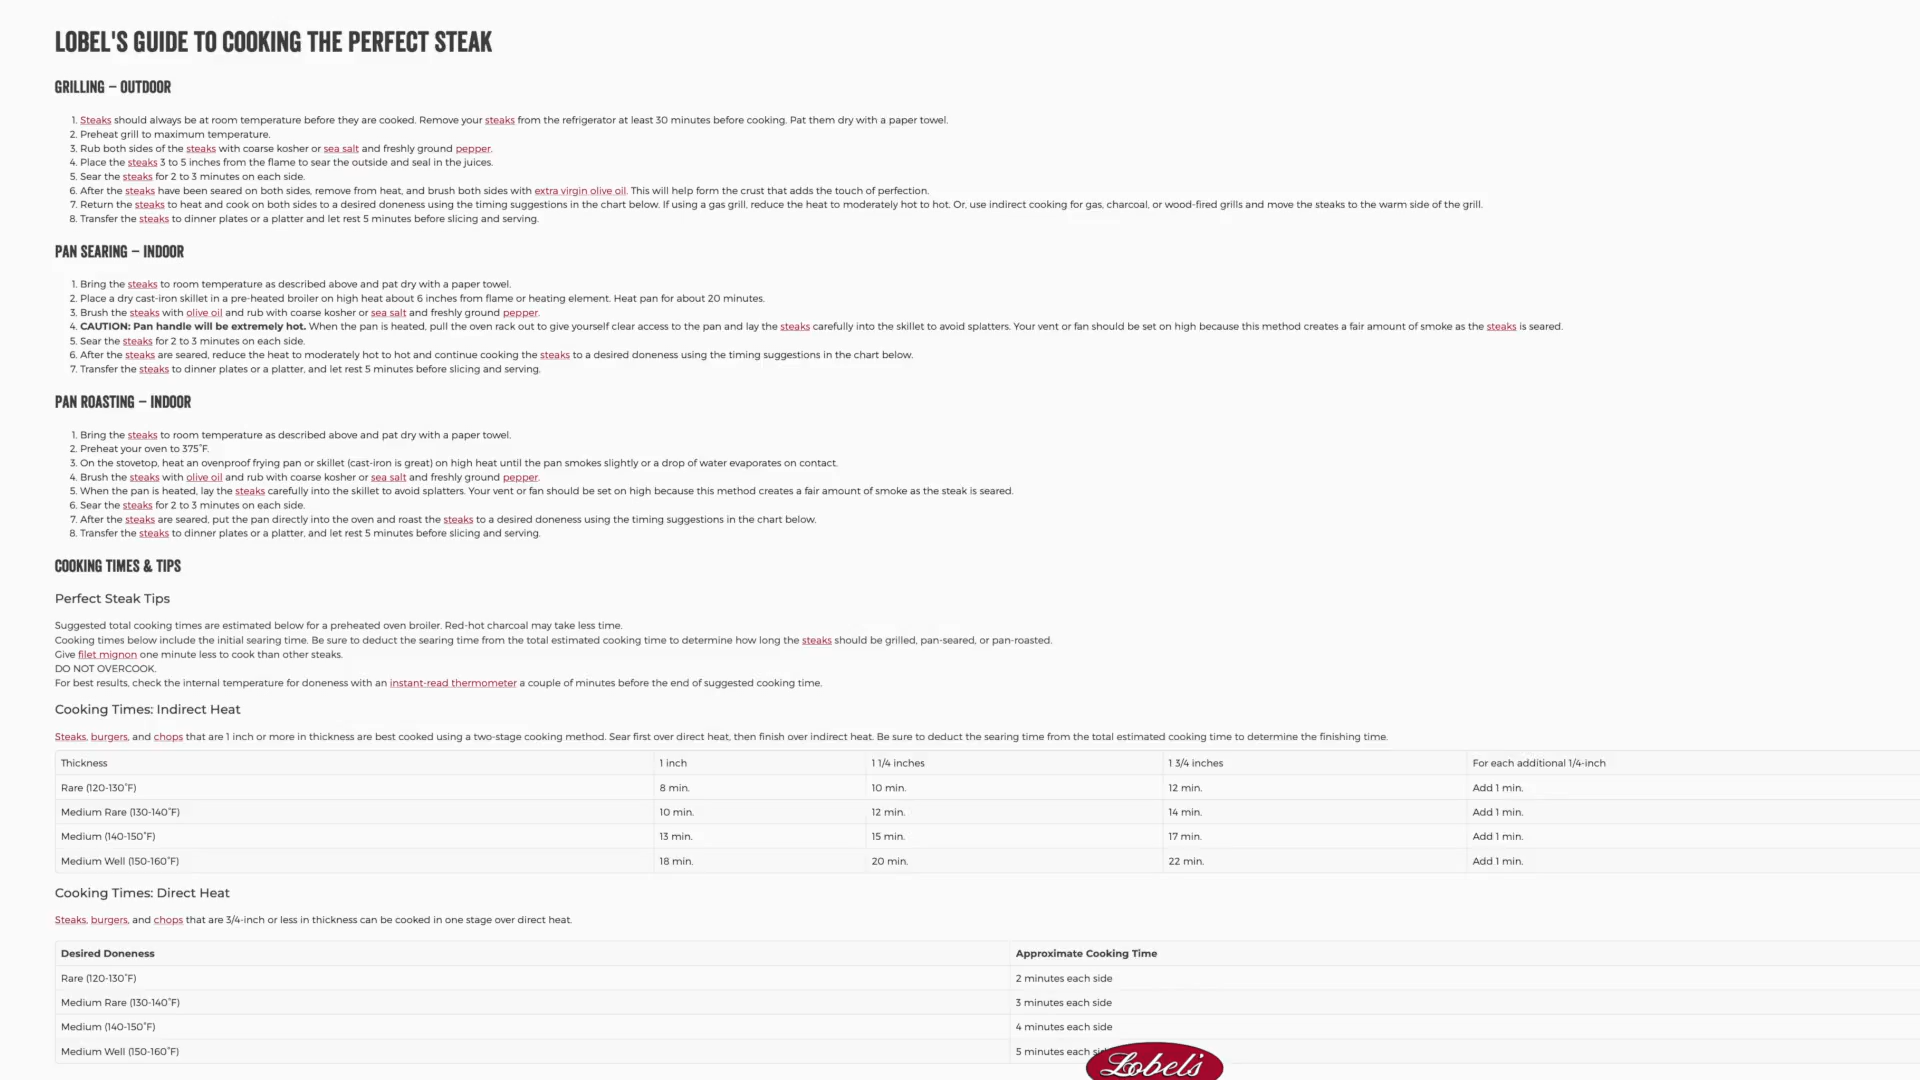 LOBEL'S GUIDE TO COOKING THE PERFECT STEAK
GRILLING – OUTDOOR
1. Steaks should always be at room temperature before they are cooked. Remove your steaks from the refrigerator at least 30 minutes before cooking. Pat them dry with a paper towel.
2. Preheat grill to maximum temperature.
3. Rub both sides of the steaks with coarse kosher or sea salt and freshly ground pepper.
4. Place the steaks 3 to 5 inches from the flame to sear the outside and seal in the juices.
5. Sear the steaks for 2 to 3 minutes on each side.
6. After the steaks have been seared on both sides, remove from heat, and brush both sides with extra virgin olive oil. This will help form the crust that adds the touch of perfection.
7. Return the steaks to heat and cook on both sides to a desired doneness using the timing suggestions in the chart below. If using a gas grill, reduce the heat to moderately hot to hot. Or, use indirect cooking for gas, charcoal, or wood-fired grills and move the steaks to the warm side of the grill.
8. Transfer the steaks to dinner plates or a platter and let rest 5 minutes before slicing and serving.
PAN SEARING – INDOOR
1. Bring the steaks to room temperature as described above and pat dry with a paper towel.
2. Place a dry cast-iron skillet in a pre-heated broiler on high heat about 6 inches from flame or heating element. Heat pan for about 20 minutes.
3. Brush the steaks with olive oil and rub with coarse kosher or sea salt and freshly ground pepper.
4. CAUTION: Pan handle will be extremely hot. When the pan is heated, pull the oven rack out to give yourself clear access to the pan and lay the steaks carefully into the skillet to avoid splatters. Your vent or fan should be set on high because this method creates a fair amount of smoke as the steaks is seared.
5. Sear the steaks for 2 to 3 minutes on each side.
6. After the steaks are seared, reduce the heat to moderately hot to hot and continue cooking the steaks to a desired doneness using the timing suggestions in the chart below.
7. Transfer the steaks to dinner plates or a platter, and let rest 5 minutes before slicing and serving.
PAN ROASTING – INDOOR
1. Bring the steaks to room temperature as described above and pat dry with a paper towel.
2. Preheat your oven to 375˚F.
3. On the stovetop, heat an ovenproof frying pan or skillet (cast-iron is great) on high heat until the pan smokes slightly or a drop of water evaporates on contact.
4. Brush the steaks with olive oil and rub with coarse kosher or sea salt and freshly ground pepper.
5. When the pan is heated, lay the steaks carefully into the skillet to avoid splatters. Your vent or fan should be set on high because this method creates a fair amount of smoke as the steak is seared.
6. Sear the steaks for 2 to 3 minutes on each side.
7. After the steaks are seared, put the pan directly into the oven and roast the steaks to a desired doneness using the timing suggestions in the chart below.
8. Transfer the steaks to dinner plates or a platter, and let rest 5 minutes before slicing and serving.
COOKING TIMES & TIPS
Perfect Steak Tips
Suggested total cooking times are estimated below for a preheated oven broiler. Red-hot charcoal may take less time.
Cooking times below include the initial searing time. Be sure to deduct the searing time from the total estimated cooking time to determine how long the steaks should be grilled, pan-seared, or pan-roasted.
Give filet mignon one minute less to cook than other steaks.
DO NOT OVERCOOK.
For best results, check the internal temperature for doneness with an instant-read thermometer a couple of minutes before the end of suggested cooking time.
Cooking Times: Indirect Heat
Steaks, burgers, and chops that are 1 inch or more in thickness are best cooked using a two-stage cooking method. Sear first over direct heat, then finish over indirect heat. Be sure to deduct the searing time from the total estimated cooking time to determine the finishing time.
Thickness 1 inch 1 1/4 inches 1 3/4 inches For each additional 1/4-inch
Rare (120-130˚F) 8 min. 10 min. 12 min. Add 1 min.
Medium Rare (130-140˚F) 10 min. 12 min. 14 min. Add 1 min.
Medium (140-150˚F) 13 min. 15 min. 17 min. Add 1 min.
Medium Well (150-160˚F) 18 min. 20 min. 22 min. Add 1 min.
Cooking Times: Direct Heat
Steaks, burgers, and chops that are 3/4-inch or less in thickness can be cooked in one stage over direct heat.
Desired Doneness Approximate Cooking Time
Rare (120-130˚F) 2 minutes each side
Medium Rare (130-140˚F) 3 minutes each side
Medium (140-150˚F) 4 minutes each side
Medium Well (150-160˚F) 5 minutes each
Lobel's